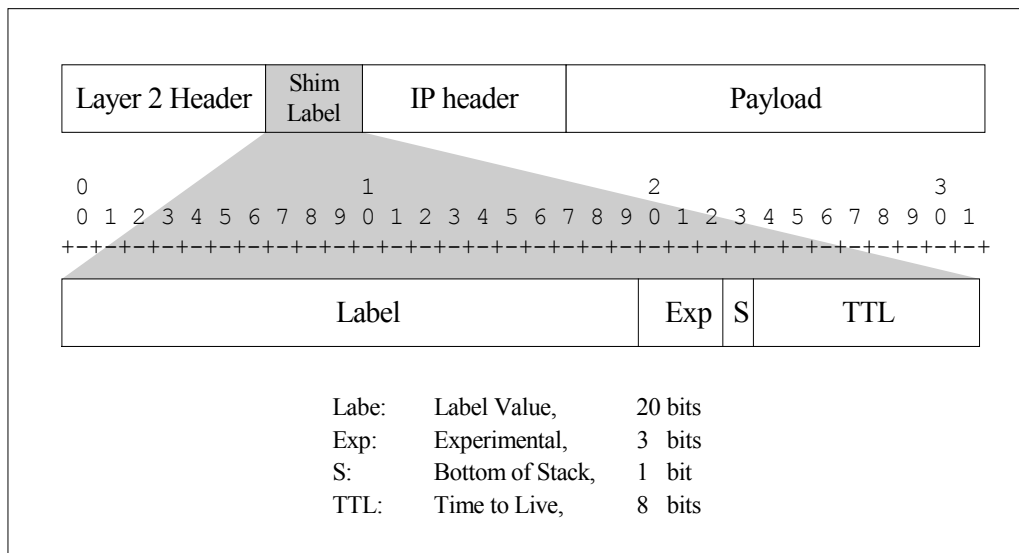 Layer 2 Header Shim Label IP header Payload
0 1 2 3
0 1 2 3 4 5 6 7 8 9 0 1 2 3 4 5 6 7 8 9 0 1 2 3 4 5 6 7 8 9 0 1
+-+-+-+-+-+-+-+-+-+-+-+-+-+-+-+-+-+-+-+-+-+-+-+-+-+-+-+-+-+-+-+-+
Label Exp S TTL
Labe: Label Value, 20 bits
Exp: Experimental, 3 bits
S: Bottom of Stack, 1 bit
TTL: Time to Live, 8 bits